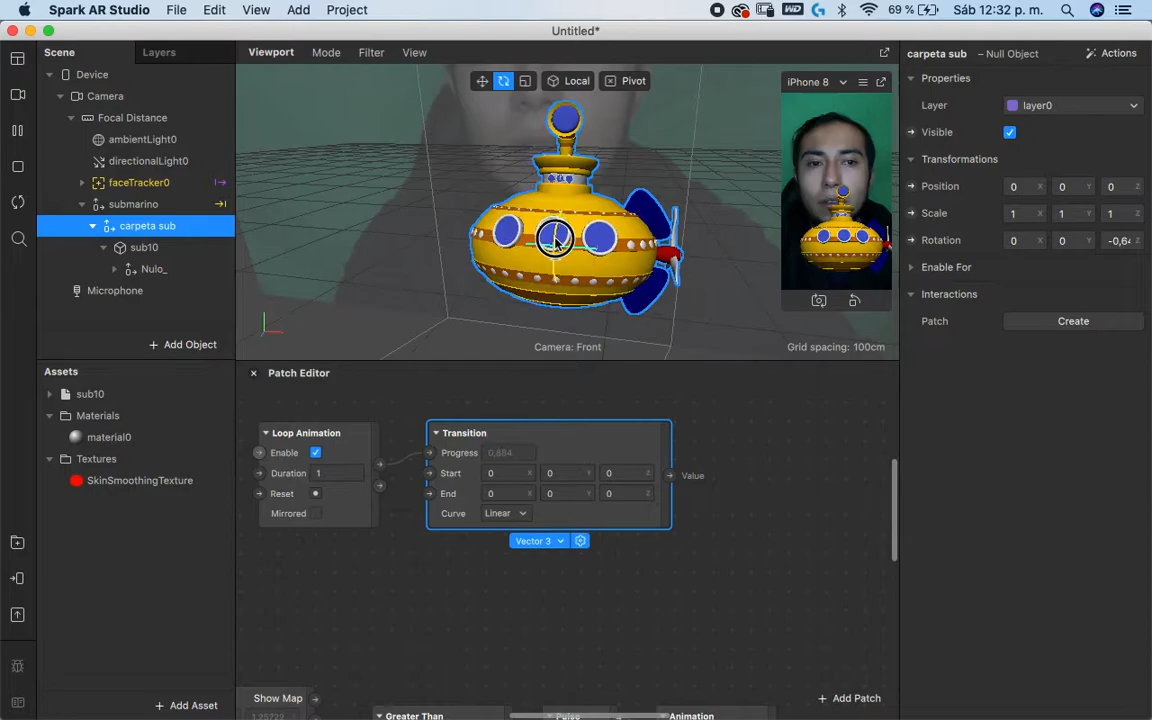 Spark AR Studio File Edit View Add Project 69 % Sáb 12:32 p. m.
Untitled*
Scene Layers
Device
Camera
Focal Distance
ambientLight0
directionalLight0
faceTracker0
submarino
carpeta sub
sub10
Nulo_
Microphone
Add Object
Assets
sub10
Materials
material0
Textures
SkinSmoothingTexture
Add Asset
Viewport Mode Filter View
Local Pivot
iPhone 8
Camera: Front
Grid spacing: 100cm
Patch Editor
Loop Animation
Enable
Duration 1
Reset
Mirrored
Transition
Progress 0,884
Start 0 X 0 Y 0 Z
End 0 X 0 Y 0 Z
Curve Linear
Value
Vector 3
Show Map
Greater Than
Pulse
Animation
Add Patch
carpeta sub – Null Object Actions
Properties
Layer layer0
Visible
Transformations
Position 0 X 0 Y 0 Z
Scale 1 X 1 Y 1 Z
Rotation 0 X 0 Y -0,64 Z
Enable For
Interactions
Patch Create